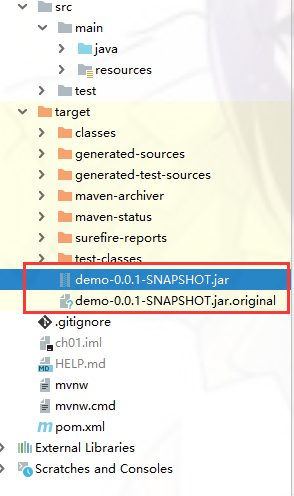 src
main
java
resources
test
target
classes
generated-sources
generated-test-sources
maven-archiver
maven-status
surefire-reports
test-classes
demo-0.0.1-SNAPSHOT.jar
demo-0.0.1-SNAPSHOT.jar.original
.gitignore
ch01.iml
HELP.md
mvnw
mvnw.cmd
pom.xml
External Libraries
Scratches and Consoles